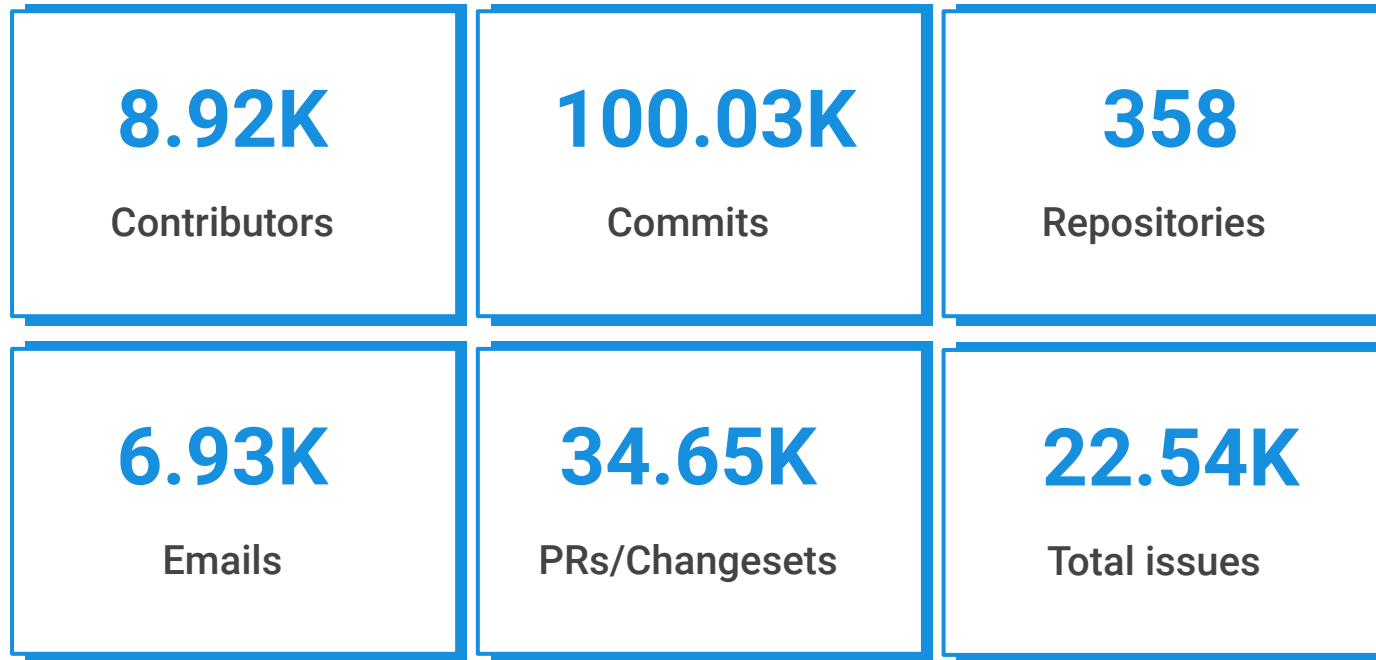 8.92K
Contributors
100.03K
Commits
358
Repositories
6.93K
Emails
34.65K
PRs/Changesets
22.54K
Total issues